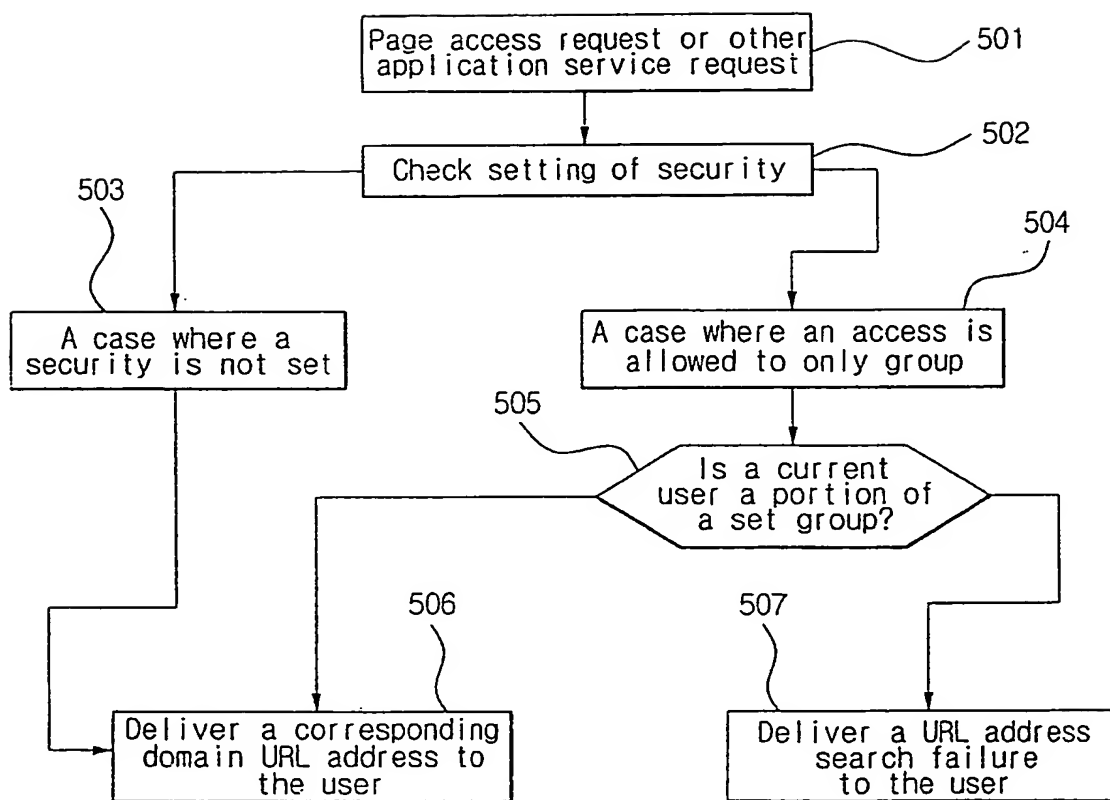 Page access request or other
application service request
501
502
Check setting of security
503
504
A case where a
security is not set
A case where an access is
allowed to only group
505
Is a current
user a portion of
a set group?
506
507
Deliver a corresponding
domain URL address to
the user
Deliver a URL address
search failure
to the user